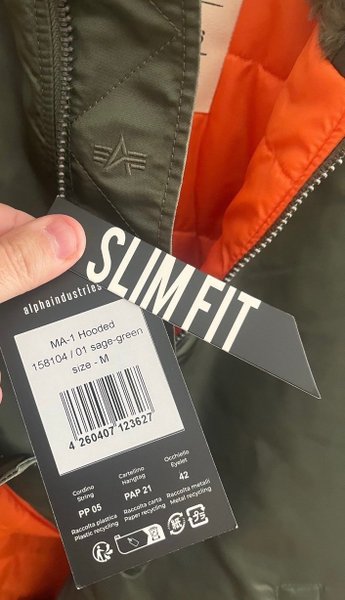 SLIM FIT
alphaindustries
MA-1 Hooded
158104 / 01 sage-green
size - M
4 260407 123627
Cordino
String
PP 05
Raccolta plastica
Plastic recycling
Cartellino
Hangtag
PAP 21
Raccolta carta
Paper recycling
Occhiello
Eyelet
42
Raccolta metalli
Metal recycling